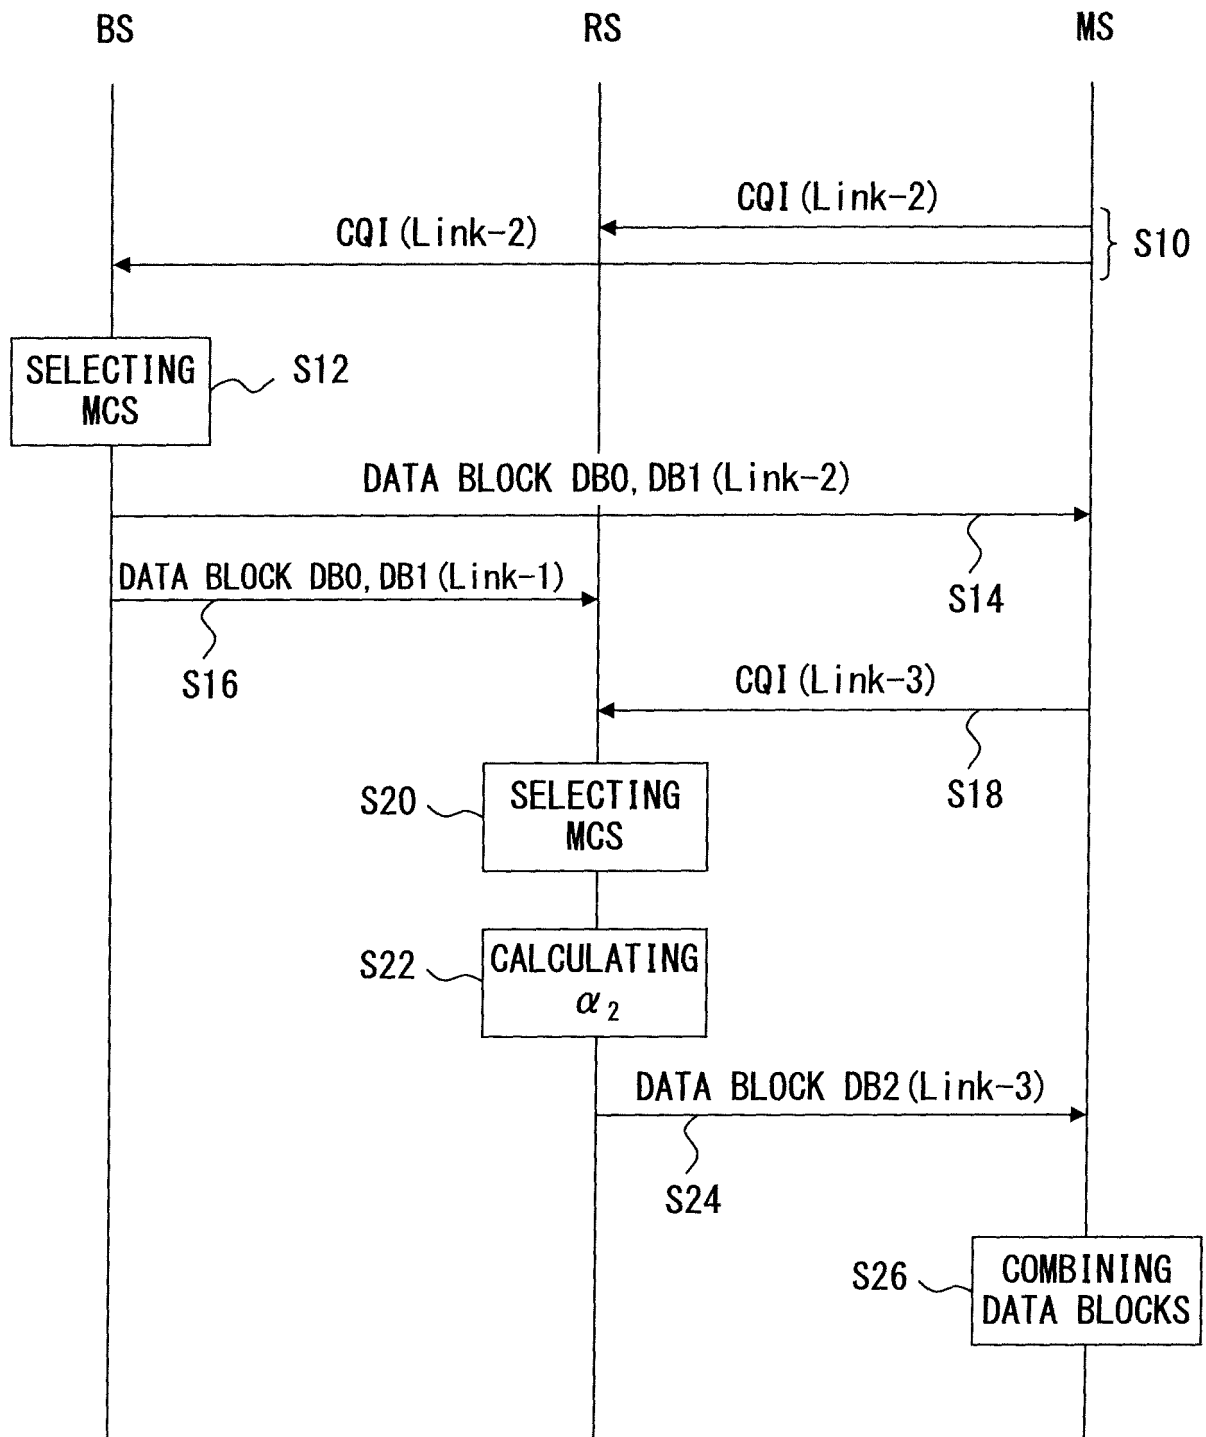 BS RS MS
CQI(Link-2)
CQI(Link-2)
S10
SELECTING
MCS
S12
DATA BLOCK DB0,DB1(Link-2)
S14
DATA BLOCK DB0,DB1(Link-1)
S16
CQI(Link-3)
S18
S20
SELECTING
MCS
S22
CALCULATING
α2
DATA BLOCK DB2(Link-3)
S24
S26
COMBINING
DATA BLOCKS